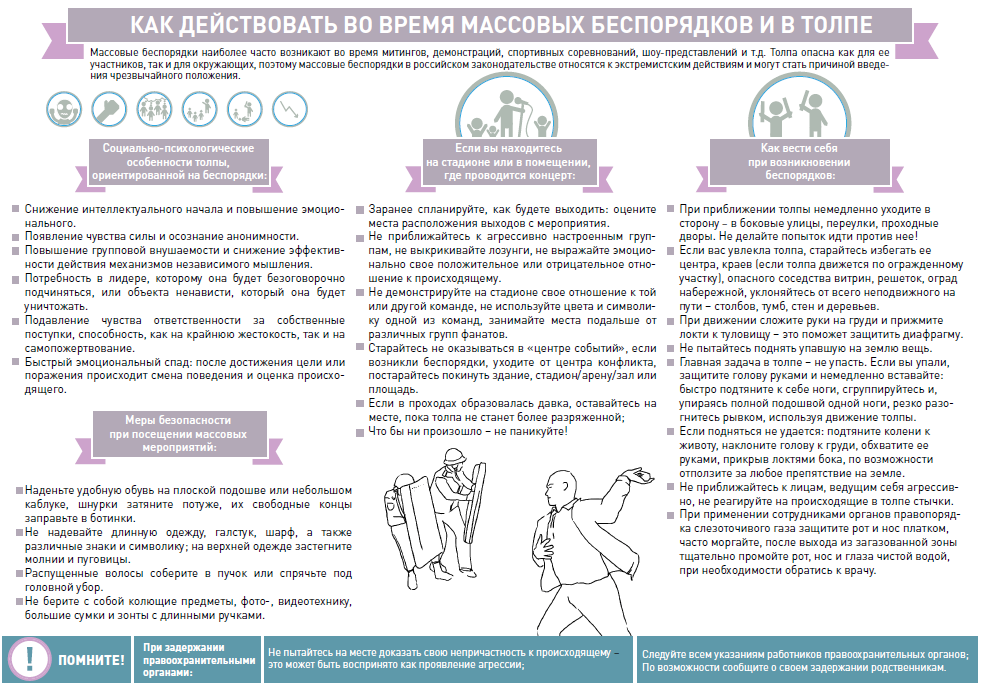 КАК ДЕЙСТВОВАТЬ ВО ВРЕМЯ МАССОВЫХ БЕСПОРЯДКОВ И В ТОЛПЕ
Массовые беспорядки наиболее часто возникают во время митингов, демонстраций, спортивных соревнований, шоу-представлений и т.д. Толпа опасна как для ее
участников, так и для окружающих, поэтому массовые беспорядки в российском законодательстве относятся к экстремистским действиям и могут стать причиной введе-
ния чрезвычайного положения.
Социально-психологические
особенности толпы,
ориентированной на беспорядки:
Снижение интеллектуального начала и повышение эмоцио-
нального.
Появление чувства силы и осознание анонимности.
Повышение групповой внушаемости и снижение эффектив-
ности действия механизмов независимого мышления.
Потребность в лидере, которому она будет безоговорочно
подчиняться, или объекта ненависти, который она будет
уничтожать.
Подавление чувства ответственности за собственные
поступки, способность, как на крайнюю жестокость, так и на
самопожертвование.
Быстрый эмоциональный спад: после достижения цели или
поражения происходит смена поведения и оценка происхо-
дящего.
Меры безопасности
при посещении массовых
мероприятий:
Наденьте удобную обувь на плоской подошве или небольшом
каблуке, шнурки затяните потуже, их свободные концы
заправьте в ботинки.
Не надевайте длинную одежду, галстук, шарф, а также
различные знаки и символику; на верхней одежде застегните
молнии и пуговицы.
Распущенные волосы соберите в пучок или спрячьте под
головной убор.
Не берите с собой колющие предметы, фото-, видеотехнику,
большие сумки и зонты с длинными ручками.
Если вы находитесь
на стадионе или в помещении,
где проводится концерт:
Заранее спланируйте, как будете выходить: оцените
места расположения выходов с мероприятия.
Не приближайтесь к агрессивно настроенным груп-
пам, не выкрикивайте лозунги, не выражайте эмоцио-
нально свое положительное или отрицательное отно-
шение к происходящему.
Не демонстрируйте на стадионе свое отношение к той
или другой команде, не используйте цвета и символи-
ку одной из команд, занимайте места подальше от
различных групп фанатов.
Старайтесь не оказываться в «центре событий», если
возникли беспорядки, уходите от центра конфликта,
постарайтесь покинуть здание, стадион/арену/зал или
площадь.
Если в проходах образовалась давка, оставайтесь на
месте, пока толпа не станет более разряженной;
Что бы ни произошло – не паникуйте!
Как вести себя
при возникновении
беспорядков:
При приближении толпы немедленно уходите в
сторону – в боковые улицы, переулки, проходные
дворы. Не делайте попыток идти против нее!
Если вас увлекла толпа, старайтесь избегать ее
центра, краев (если толпа движется по огражденному
участку), опасного соседства витрин, решеток, оград
набережной, уклоняйтесь от всего неподвижного на
пути – столбов, тумб, стен и деревьев.
При движении сложите руки на груди и прижмите
локти к туловищу – это поможет защитить диафрагму.
Не пытайтесь поднять упавшую на землю вещь.
Главная задача в толпе – не упасть. Если вы упали,
защитите голову руками и немедленно вставайте:
быстро подтяните к себе ноги, сгруппируйтесь и,
упираясь полной подошвой одной ноги, резко разо-
гнитесь рывком, используя движение толпы.
Если подняться не удается: подтяните колени к
животу, наклоните голову к груди, обхватите ее
руками, прикрыв локтями бока, по возможности
отползите за любое препятствие на земле.
Не приближайтесь к лицам, ведущим себя агрессив-
но, не реагируйте на происходящие в толпе стычки.
При применении сотрудниками органов правопоряд-
ка слезоточивого газа защитите рот и нос платком,
часто моргайте, после выхода из загазованной зоны
тщательно промойте рот, нос и глаза чистой водой,
при необходимости обратись к врачу.
! ПОМНИТЕ!
При задержании
правоохранительными
органами:
Не пытайтесь на месте доказать свою непричастность к происходящему –
это может быть воспринято как проявление агрессии;
Следуйте всем указаниям работников правоохранительных органов;
По возможности сообщите о своем задержании родственникам.